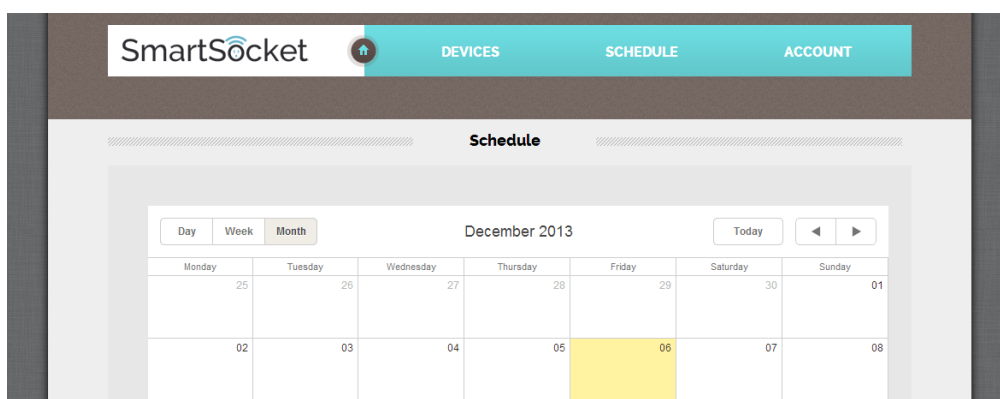 SmartSocket DEVICES SCHEDULE ACCOUNT
Schedule
Day Week Month December 2013 Today
Monday Tuesday Wednesday Thursday Friday Saturday Sunday
25 26 27 28 29 30 01
02 03 04 05 06 07 08